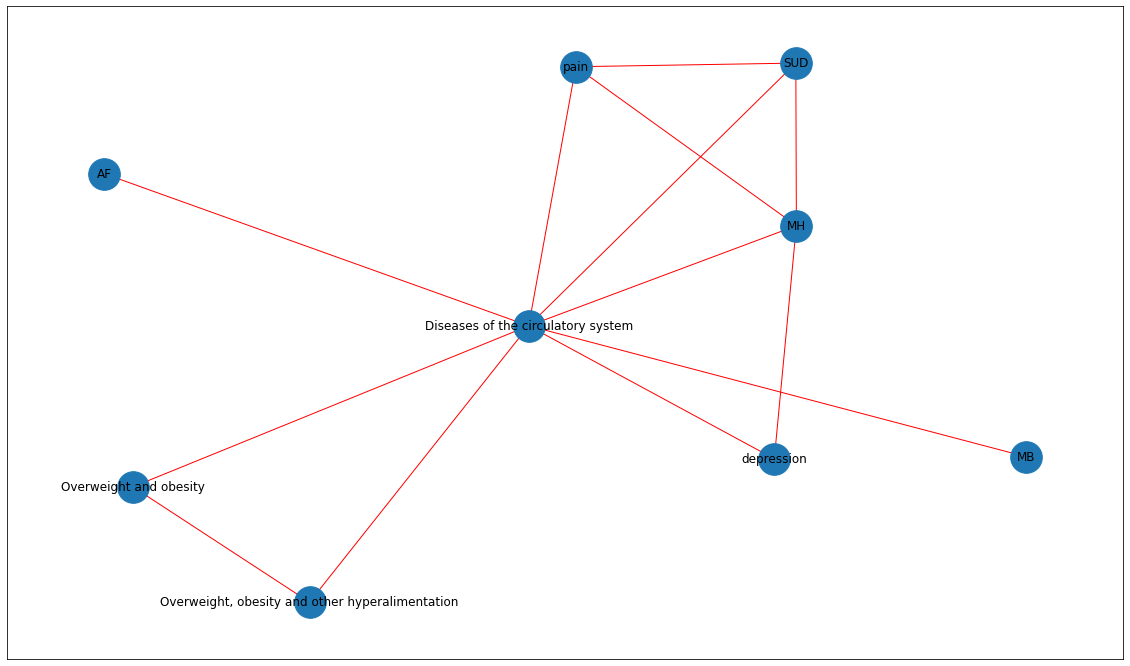 pain
SUD
AF
MH
Diseases of the circulatory system
depression
MB
Overweight and obesity
Overweight, obesity and other hyperalimentation